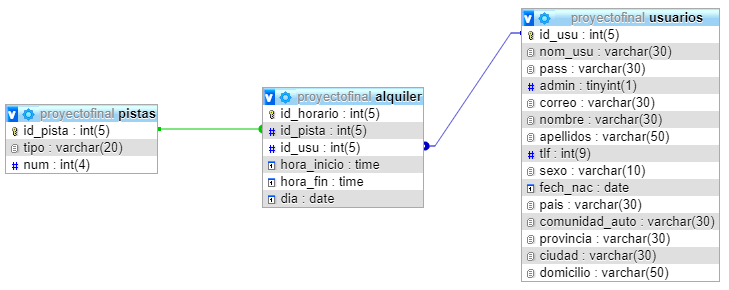 proyectofinal pistas
id_pista : int(5)
tipo : varchar(20)
num : int(4)
proyectofinal alquiler
id_horario : int(5)
id_pista : int(5)
id_usu : int(5)
hora_inicio : time
hora_fin : time
dia : date
proyectofinal usuarios
id_usu : int(5)
nom_usu : varchar(30)
pass : varchar(30)
admin : tinyint(1)
correo : varchar(30)
nombre : varchar(30)
apellidos : varchar(50)
tlf : int(9)
sexo : varchar(10)
fech_nac : date
pais : varchar(30)
comunidad_auto : varchar(30)
provincia : varchar(30)
ciudad : varchar(30)
domicilio : varchar(50)